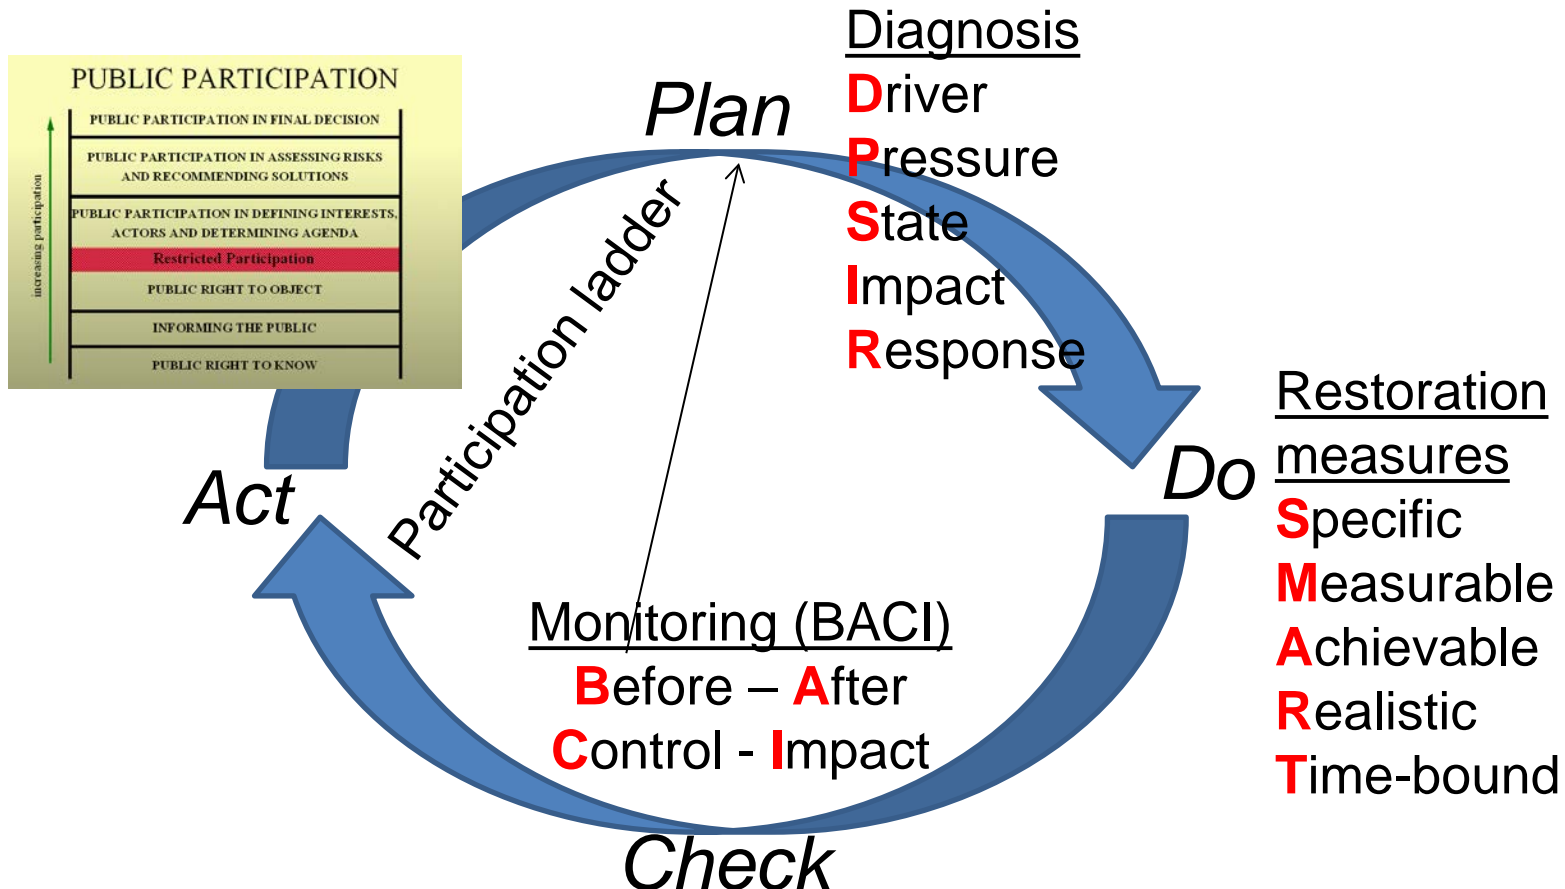 PUBLIC PARTICIPATION
PUBLIC PARTICIPATION IN FINAL DECISION
PUBLIC PARTICIPATION IN ASSESSING RISKS
AND RECOMMENDING SOLUTIONS
PUBLIC PARTICIPATION IN DEFINING INTERESTS,
ACTORS AND DETERMINING AGENDA
Restricted Participation
PUBLIC RIGHT TO OBJECT
INFORMING THE PUBLIC
PUBLIC RIGHT TO KNOW
increasing participation
Plan
Diagnosis
Driver
Pressure
State
Impact
Response
Participation ladder
Act
Do
Restoration
measures
Specific
Measurable
Achievable
Realistic
Time-bound
Monitoring (BACI)
Before – After
Control - Impact
Check